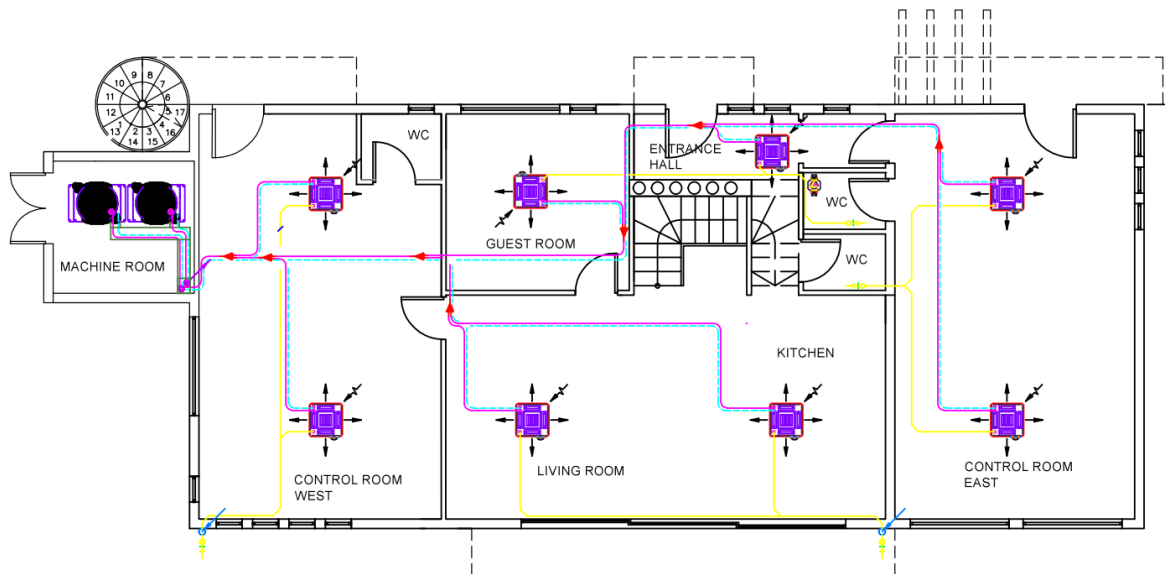 9 8
10 7
11 6
12 5 17
13 3 2 4 16
14 15
WC
ENTRANCE
HALL
WC
GUEST ROOM
WC
MACHINE ROOM
KITCHEN
LIVING ROOM
CONTROL ROOM
EAST
CONTROL ROOM
WEST